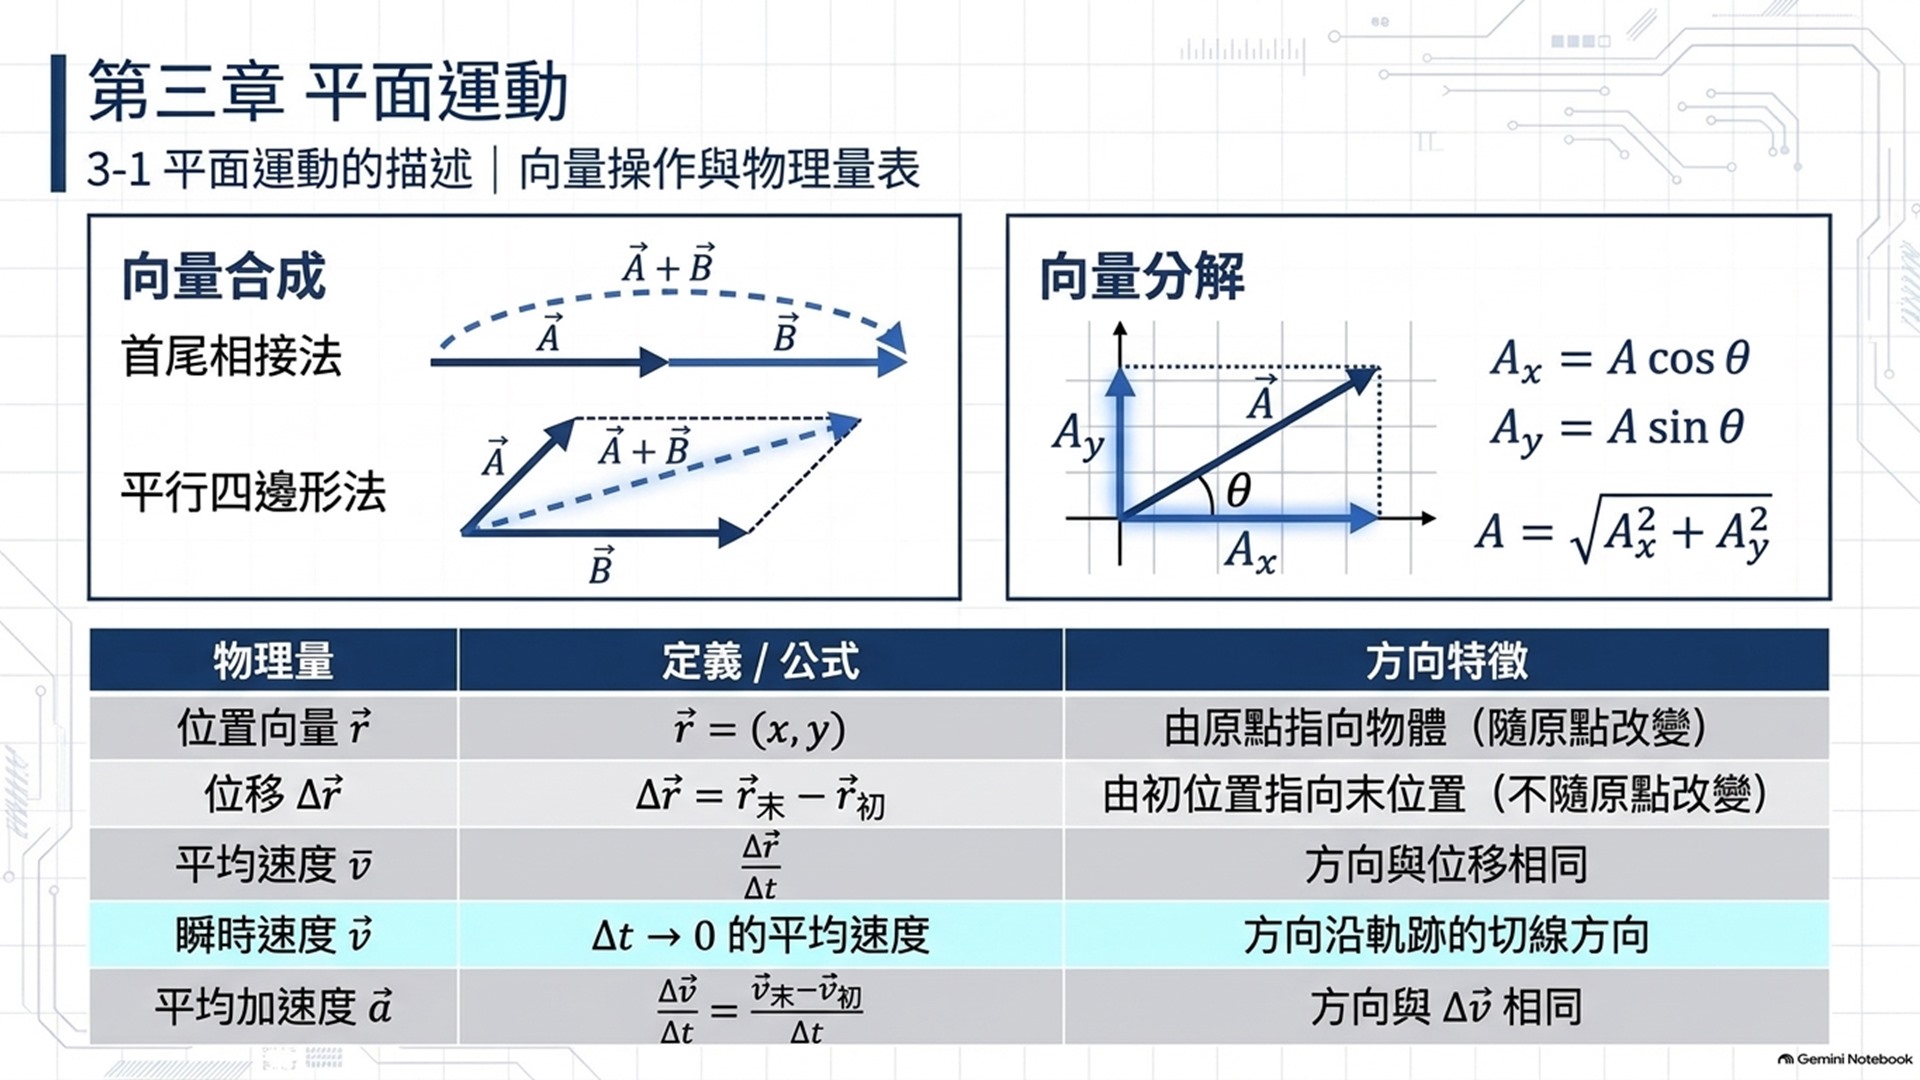 第三章 平面運動
3-1 平面運動的描述｜向量操作與物理量表
向量合成
首尾相接法
A⃗ + B⃗
A⃗
B⃗
平行四邊形法
A⃗
A⃗ + B⃗
B⃗
向量分解
A⃗
A_y
θ
A_x
A_x = A cos θ
A_y = A sin θ
A = √(A_x² + A_y²)
物理量 定義 / 公式 方向特徵
位置向量 r⃗ r⃗ = (x, y) 由原點指向物體（隨原點改變）
位移 Δr⃗ Δr⃗ = r⃗末 − r⃗初 由初位置指向末位置（不隨原點改變）
平均速度 v̄ Δr⃗/Δt 方向與位移相同
瞬時速度 v⃗ Δt → 0 的平均速度 方向沿軌跡的切線方向
平均加速度 a⃗ Δv⃗/Δt = (v⃗末−v⃗初)/Δt 方向與 Δv⃗ 相同
Gemini Notebook